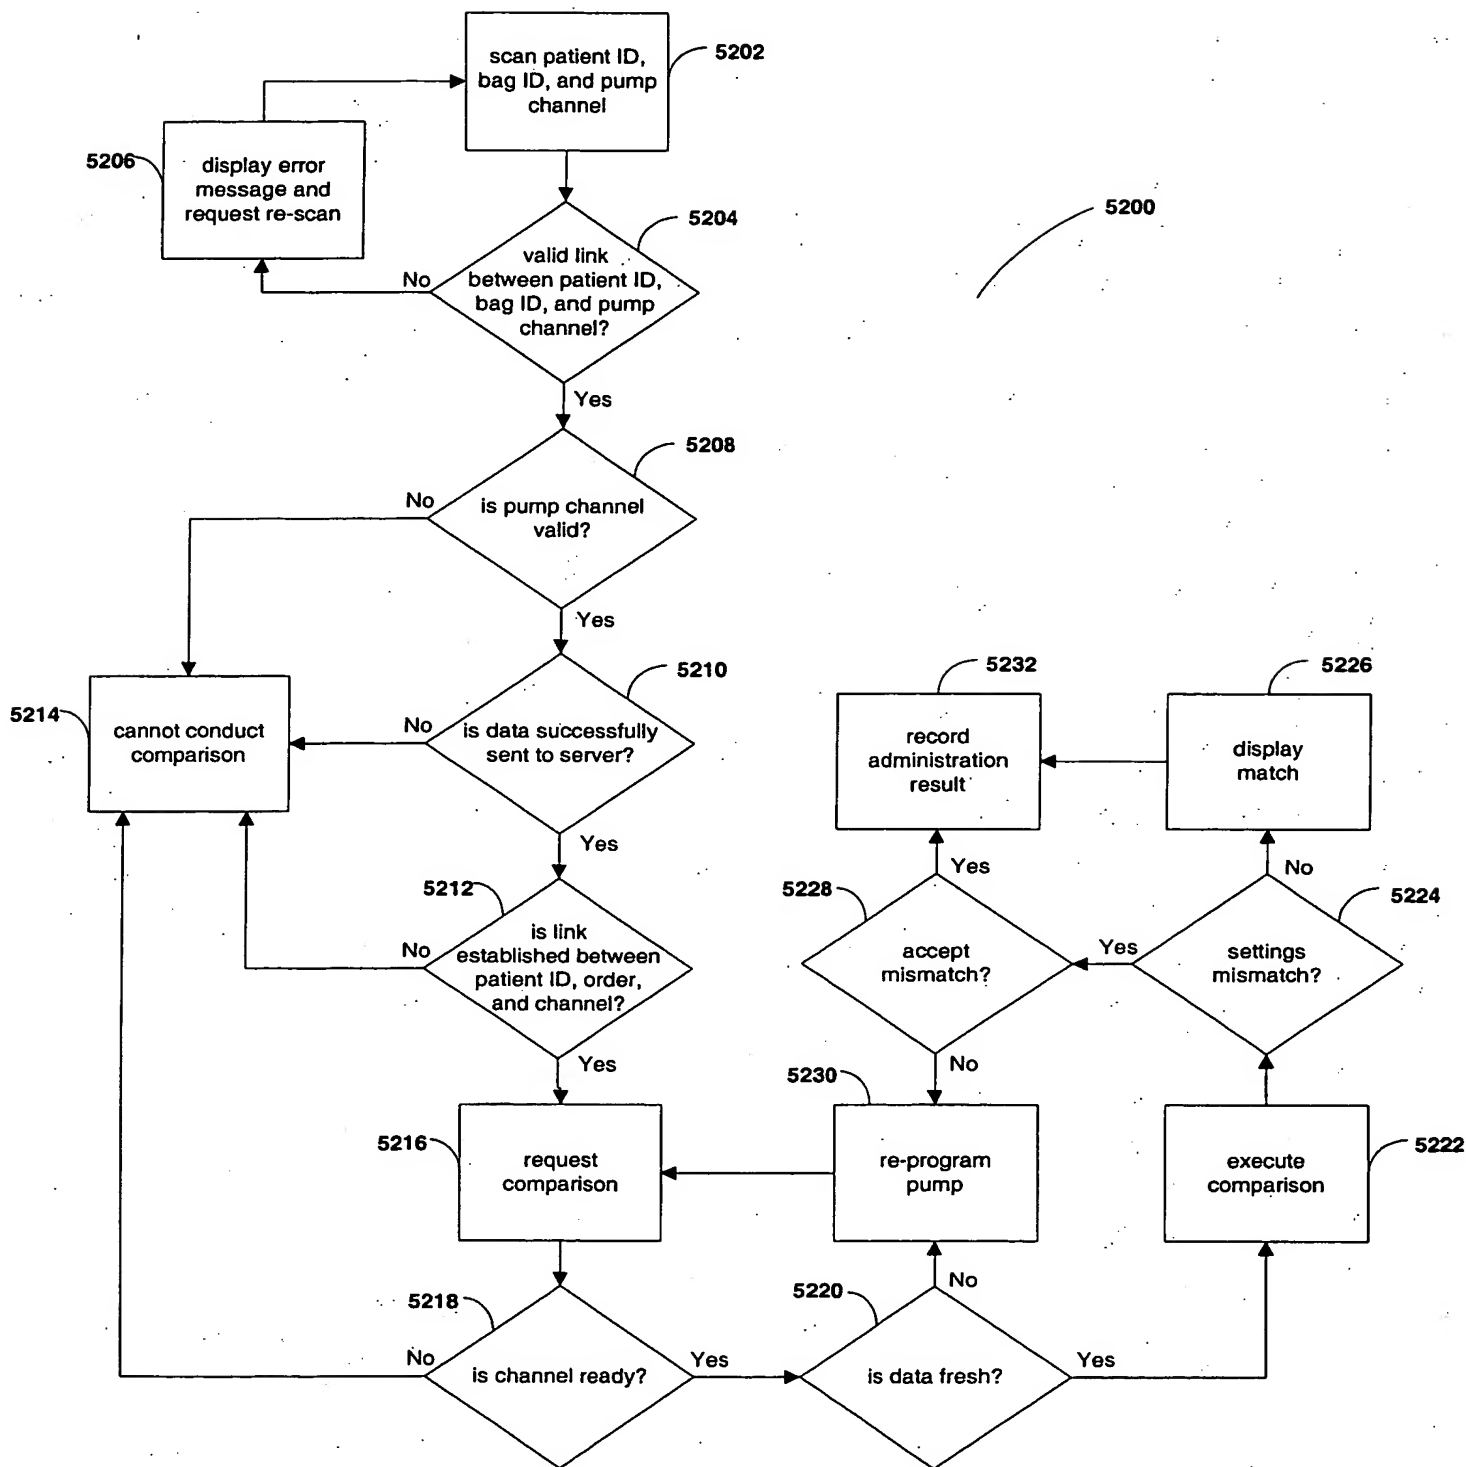 scan patient ID,
bag ID, and pump
channel
5202
5206
display error
message and
request re-scan
5204
5200
valid link
between patient ID,
bag ID, and pump
channel?
No
Yes
5208
No
is pump channel
valid?
Yes
5210
5232
5226
5214
cannot conduct
comparison
No
is data successfully
sent to server?
record
administration
result
display
match
Yes
5212
5228
Yes
No
5224
No
is link
established between
patient ID, order,
and channel?
accept
mismatch?
Yes
settings
mismatch?
Yes
No
5230
5216
request
comparison
re-program
pump
execute
comparison
5222
5218
5220
No
No
is channel ready?
Yes
is data fresh?
Yes